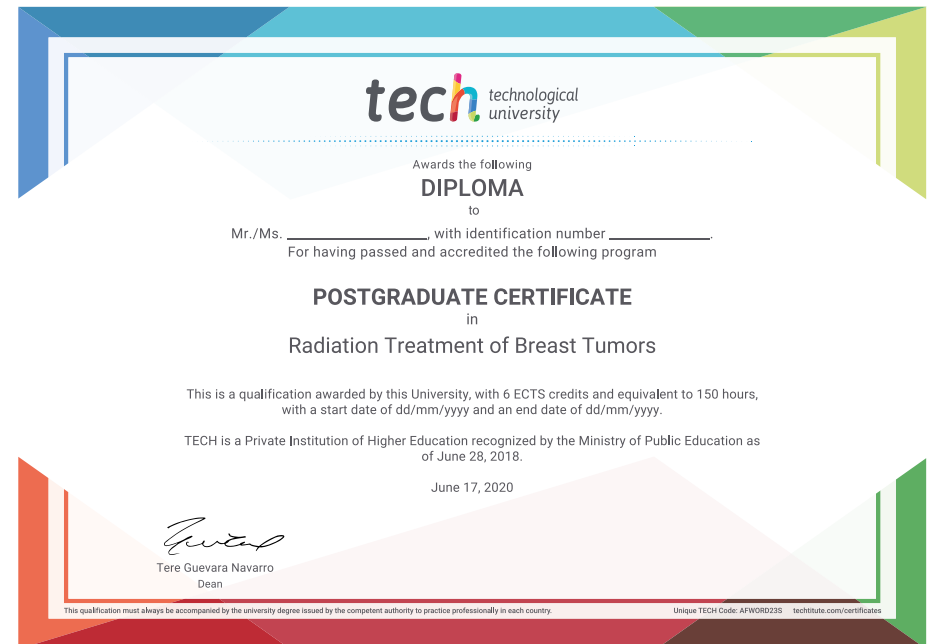 tech technological
university
Awards the following
DIPLOMA
to
Mr./Ms. ____________________, with identification number ______________.
For having passed and accredited the following program
POSTGRADUATE CERTIFICATE
in
Radiation Treatment of Breast Tumors
This is a qualification awarded by this University, with 6 ECTS credits and equivalent to 150 hours,
with a start date of dd/mm/yyyy and an end date of dd/mm/yyyy.
TECH is a Private Institution of Higher Education recognized by the Ministry of Public Education as
of June 28, 2018.
June 17, 2020
Tere Guevara Navarro
Dean
This qualification must always be accompanied by the university degree issued by the competent authority to practice professionally in each country. Unique TECH Code: AFWORD23S techtitute.com/certificates